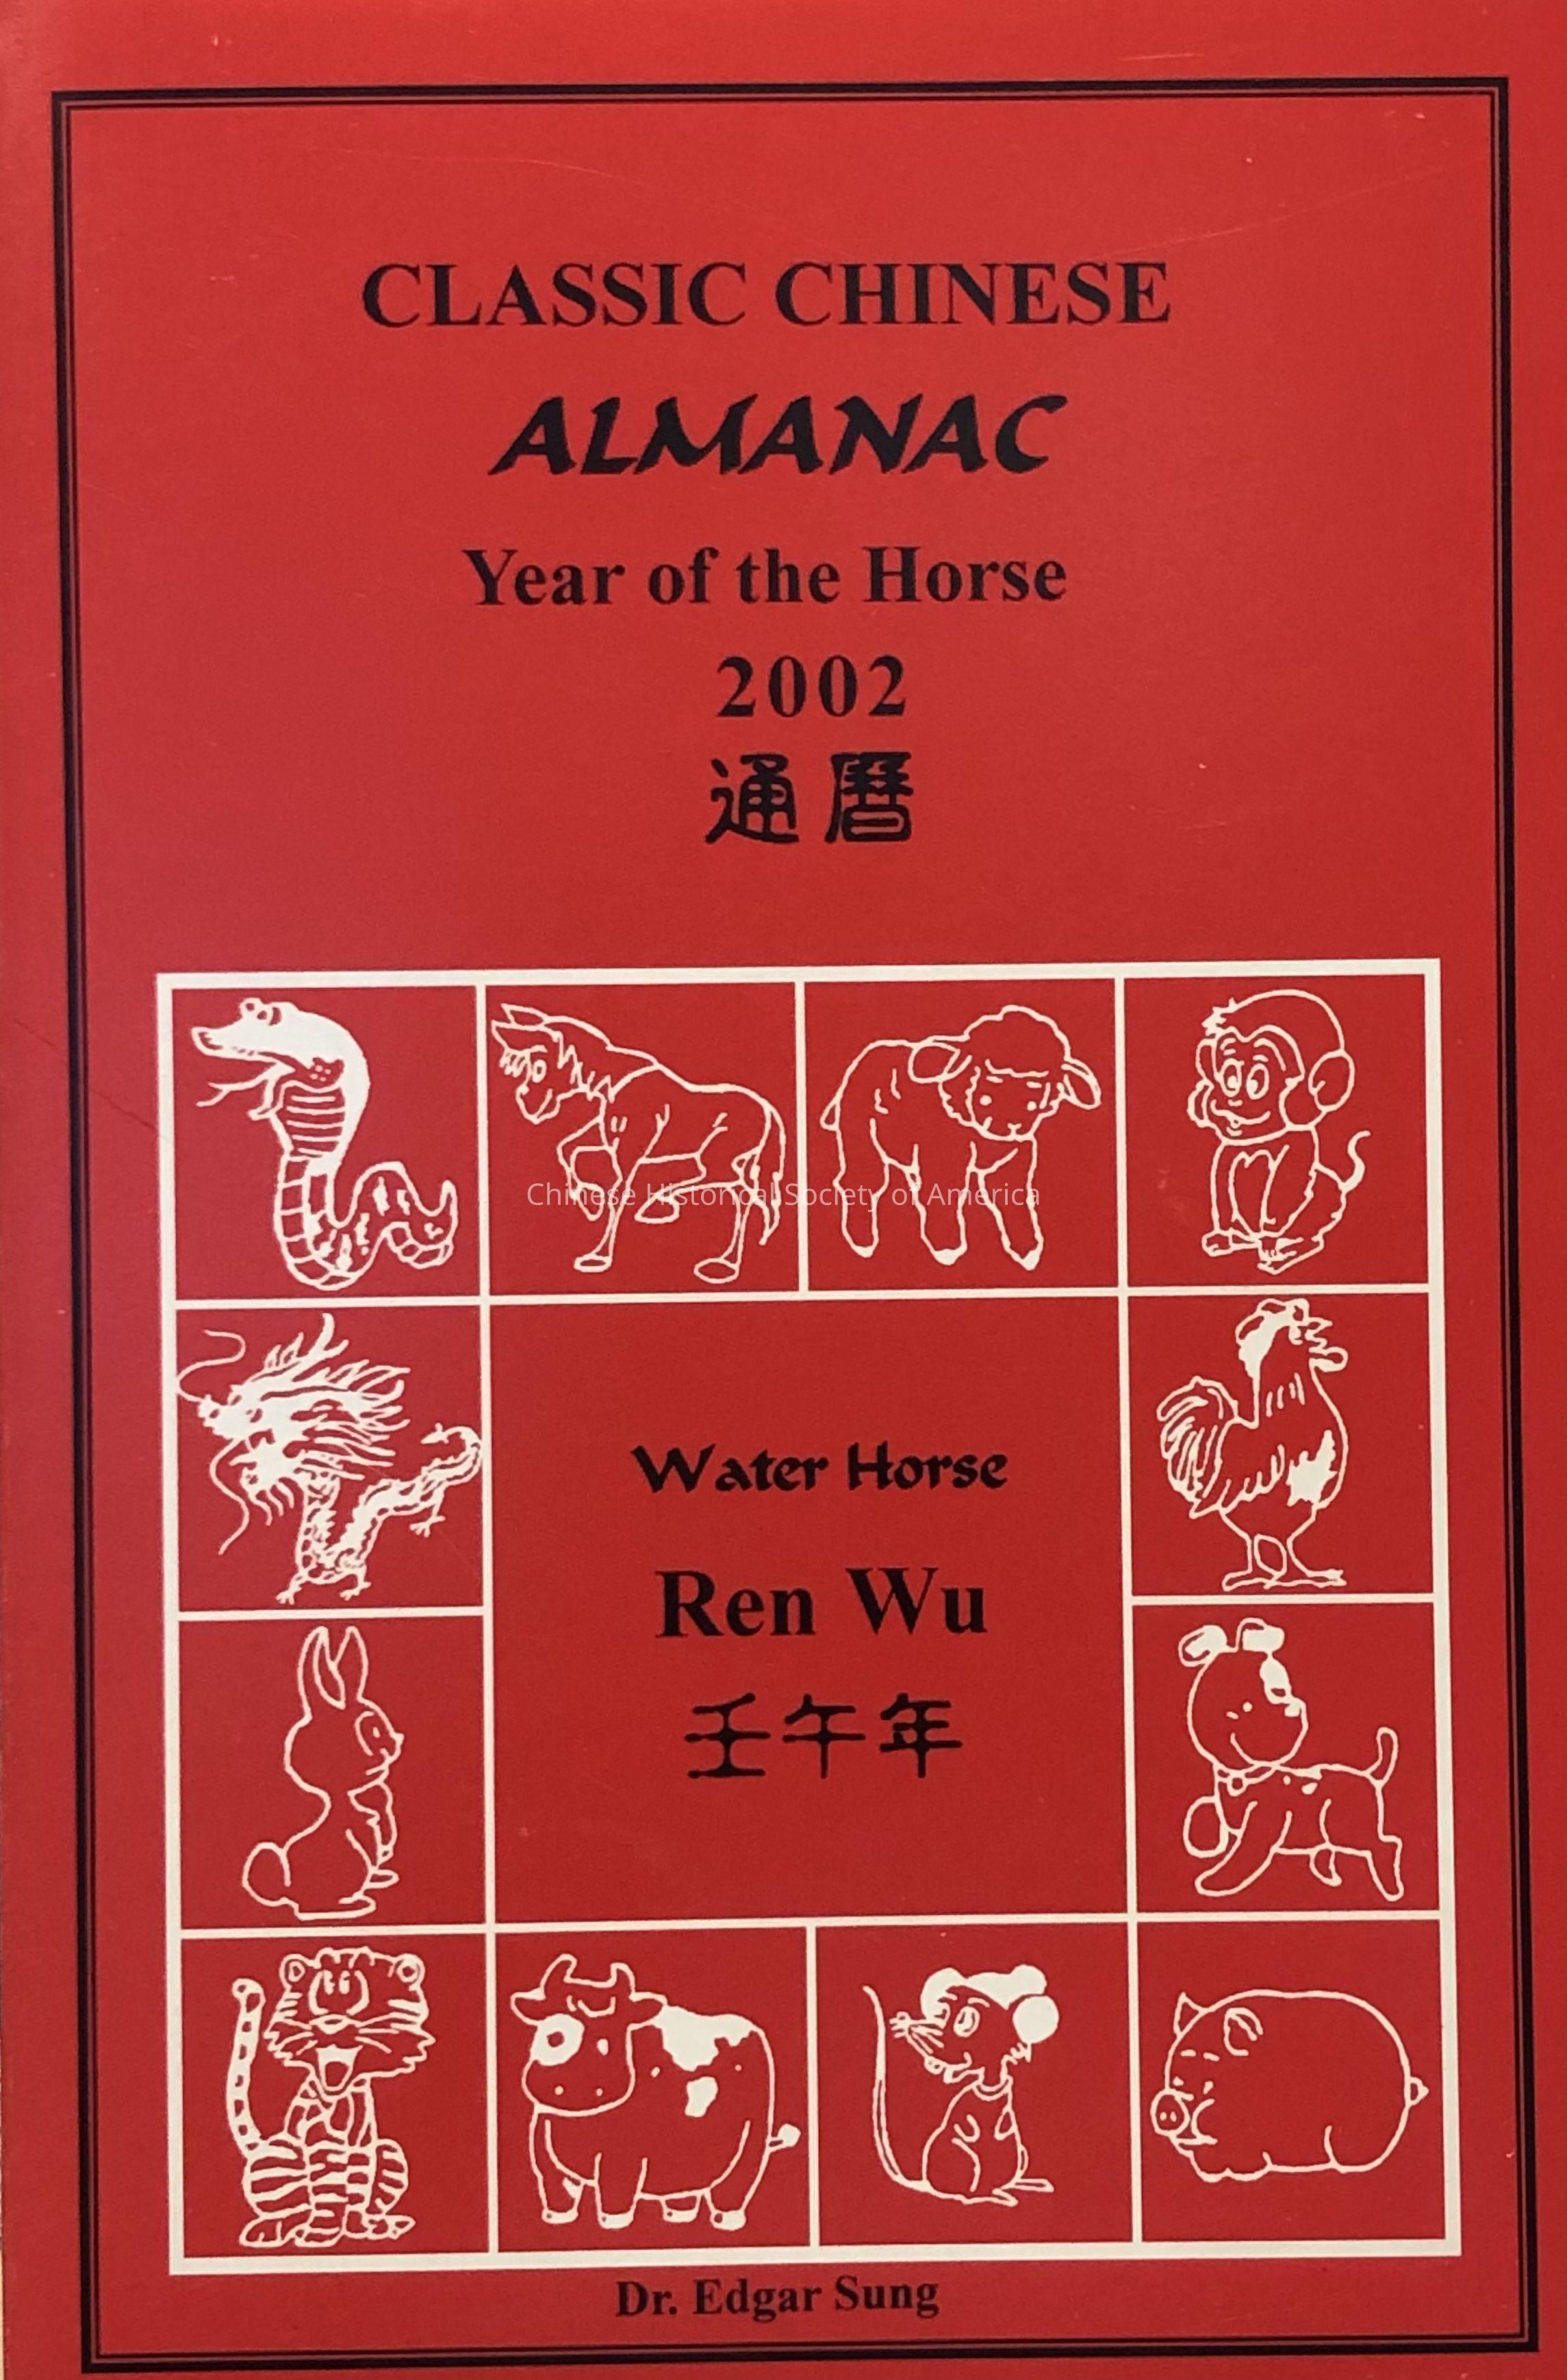 CLASSIC CHINESE
ALMANAC
Year of the Horse
2002
通曆
Chinese Historical Society of America
Water Horse
Ren Wu
壬午年
Dr. Edgar Sung